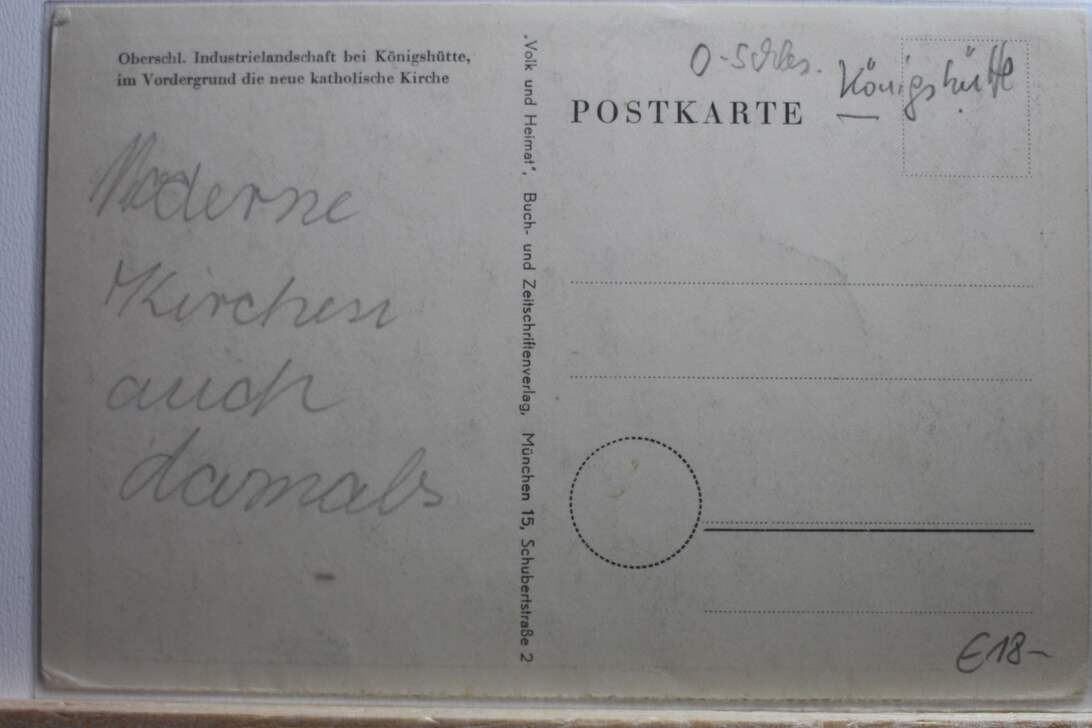 Oberschl. Industrielandschaft bei Königshütte,
im Vordergrund die neue katholische Kirche
Moderne
Kirchen
auch
damals
„Volk und Heimat“, Buch- und Zeitschriftenverlag, München 15, Schubertstraße 2
O-Schles.
Königshütte
POSTKARTE
€18-